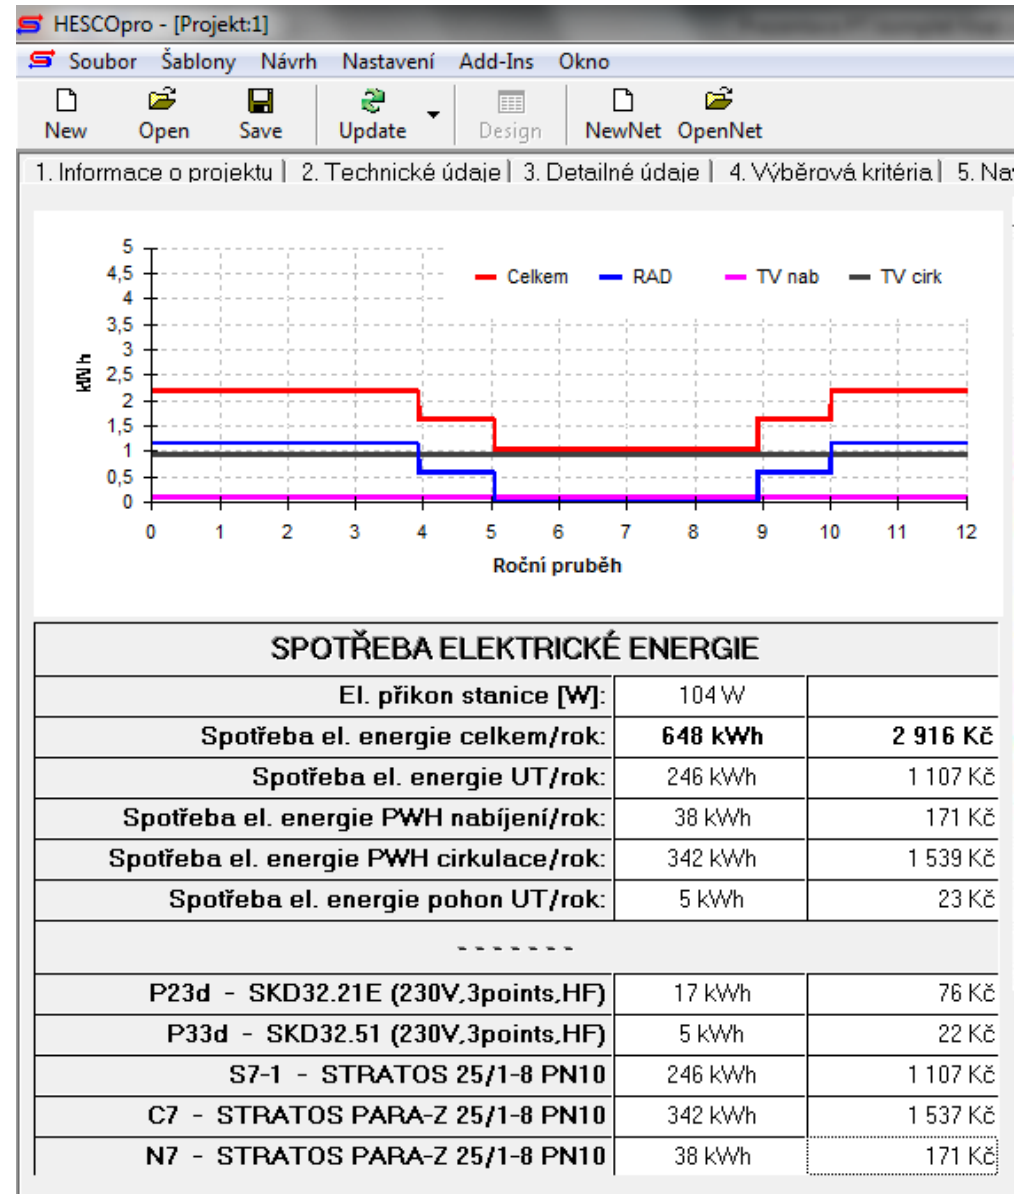 HESCOpro - [Projekt:1]
Soubor Šablony Návrh Nastavení Add-Ins Okno
New Open Save Update Design NewNet OpenNet
1. Informace o projektu 2. Technické údaje 3. Detailné údaje 4. Výběrová kritéria 5. Na
5
4,5
4
3,5
3
2,5
2
1,5
1
0,5
0
kWh
Celkem RAD TV nab TV cirk
0 1 2 3 4 5 6 7 8 9 10 11 12
Roční pruběh
SPOTŘEBA ELEKTRICKÉ ENERGIE
El. přikon stanice [W]: 104 W
Spotřeba el. energie celkem/rok: 648 kWh 2 916 Kč
Spotřeba el. energie UT/rok: 246 kWh 1 107 Kč
Spotřeba el. energie PWH nabíjení/rok: 38 kWh 171 Kč
Spotřeba el. energie PWH cirkulace/rok: 342 kWh 1 539 Kč
Spotřeba el. energie pohon UT/rok: 5 kWh 23 Kč
- - - - - - -
P23d - SKD32.21E (230V,3points,HF) 17 kWh 76 Kč
P33d - SKD32.51 (230V,3points,HF) 5 kWh 22 Kč
S7-1 - STRATOS 25/1-8 PN10 246 kWh 1 107 Kč
C7 - STRATOS PARA-Z 25/1-8 PN10 342 kWh 1 537 Kč
N7 - STRATOS PARA-Z 25/1-8 PN10 38 kWh 171 Kč